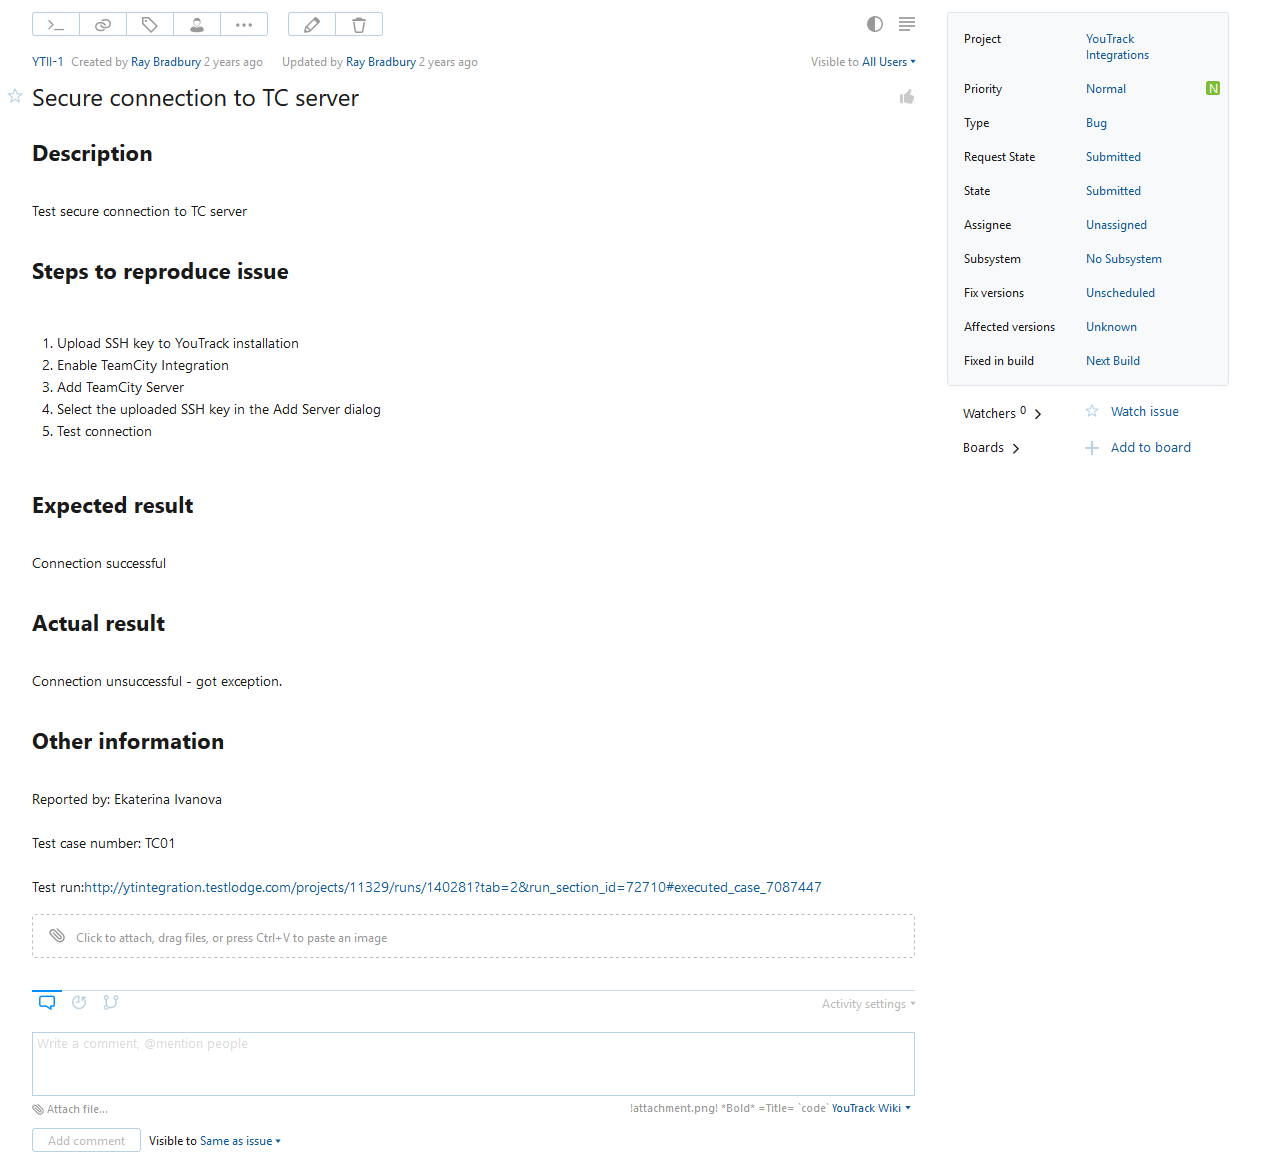 YTII-1 Created by Ray Bradbury 2 years ago Updated by Ray Bradbury 2 years ago Visible to All Users
Secure connection to TC server
Description
Test secure connection to TC server
Steps to reproduce issue
1. Upload SSH key to YouTrack installation
2. Enable TeamCity Integration
3. Add TeamCity Server
4. Select the uploaded SSH key in the Add Server dialog
5. Test connection
Expected result
Connection successful
Actual result
Connection unsuccessful - got exception.
Other information
Reported by: Ekaterina Ivanova
Test case number: TC01
Test run:http://ytintegration.testlodge.com/projects/11329/runs/140281?tab=2&run_section_id=72710#executed_case_7087447
Click to attach, drag files, or press Ctrl+V to paste an image
Activity settings
Write a comment, @mention people
Attach file... !attachment.png! *Bold* =Title= `code` YouTrack Wiki
Add comment Visible to Same as issue
Project YouTrack
Integrations
Priority Normal N
Type Bug
Request State Submitted
State Submitted
Assignee Unassigned
Subsystem No Subsystem
Fix versions Unscheduled
Affected versions Unknown
Fixed in build Next Build
Watchers 0 Watch issue
Boards Add to board